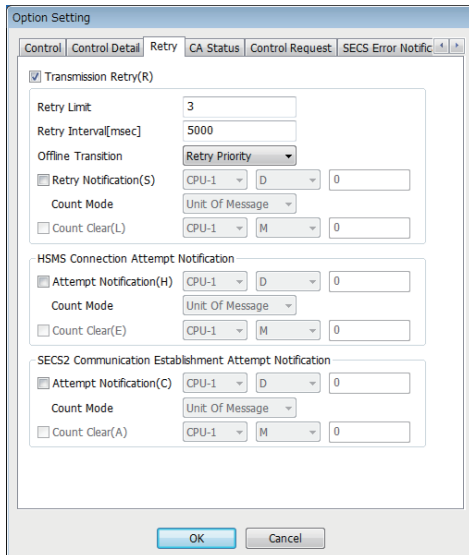 Option Setting
Control Control Detail Retry CA Status Control Request SECS Error Notific
Transmission Retry(R)
Retry Limit 3
Retry Interval[msec] 5000
Offline Transition Retry Priority
Retry Notification(S) CPU-1 D 0
Count Mode Unit Of Message
Count Clear(L) CPU-1 M 0
HSMS Connection Attempt Notification
Attempt Notification(H) CPU-1 D 0
Count Mode Unit Of Message
Count Clear(E) CPU-1 M 0
SECS2 Communication Establishment Attempt Notification
Attempt Notification(C) CPU-1 D 0
Count Mode Unit Of Message
Count Clear(A) CPU-1 M 0
OK Cancel